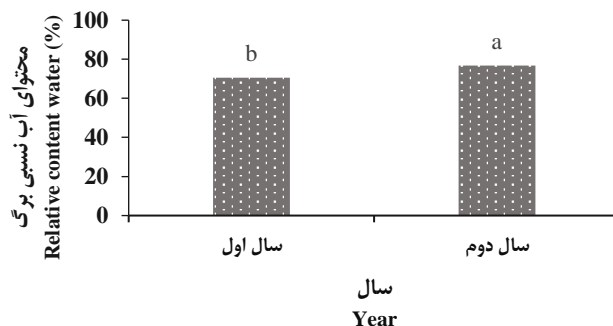 محتوای آب نسبی برگ
Relative content water (%)
100
80
60
40
20
0
b
a
سال اول
سال دوم
سال
Year